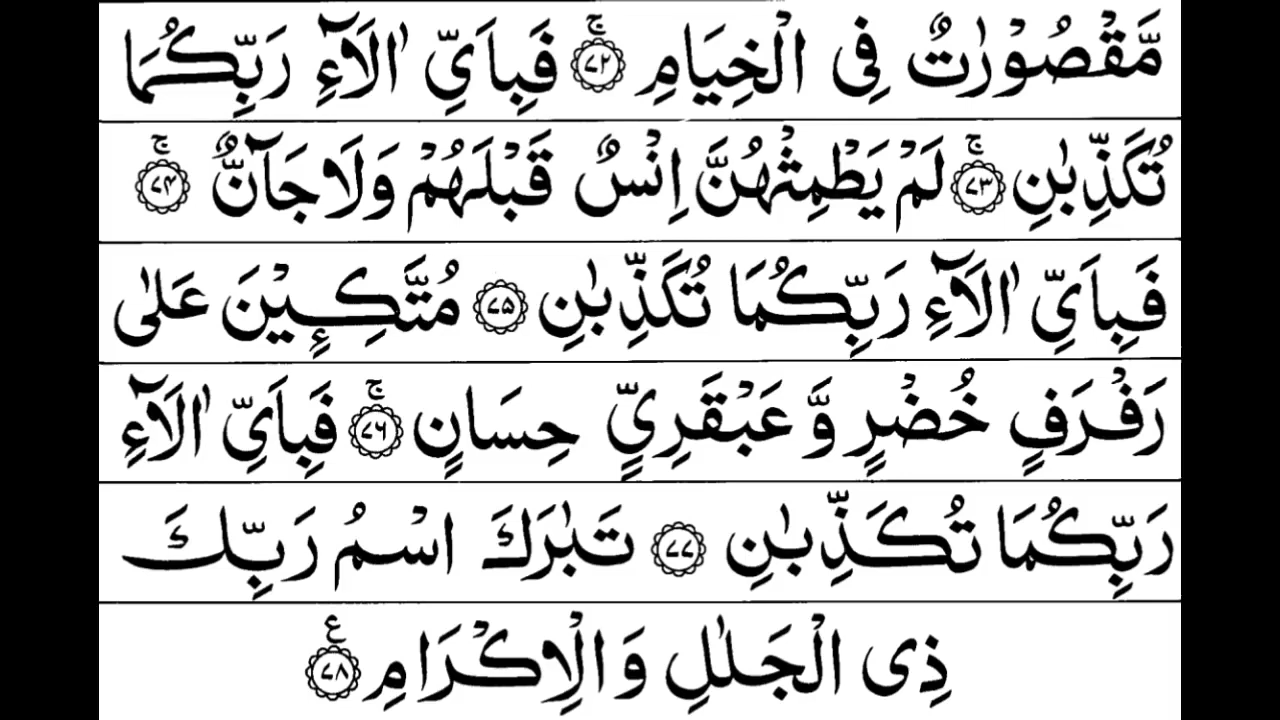 مَّقْصُوْرٰتٌ فِی الْخِیَامِ ۚ﴿۷۲﴾ فَبِاَیِّ اٰلَآءِ رَبِّكُمَا
تُكَذِّبٰنِ ۚ﴿۷۳﴾ لَمْ یَطْمِثْهُنَّ اِنْسٌ قَبْلَهُمْ وَلَا جَآنٌّ ۚ﴿۷۴﴾
فَبِاَیِّ اٰلَآءِ رَبِّكُمَا تُكَذِّبٰنِ ﴿۷۵﴾ مُتَّكِـِٕیْنَ عَلٰی
رَفْرَفٍ خُضْرٍ وَّ عَبْقَرِیٍّ حِسَانٍ ۚ﴿۷۶﴾ فَبِاَیِّ اٰلَآءِ
رَبِّكُمَا تُكَذِّبٰنِ ﴿۷۷﴾ تَبٰرَكَ اسْمُ رَبِّكَ
ذِی الْجَلٰلِ وَ الْاِكْرَامِ ﴿۷۸﴾ ع